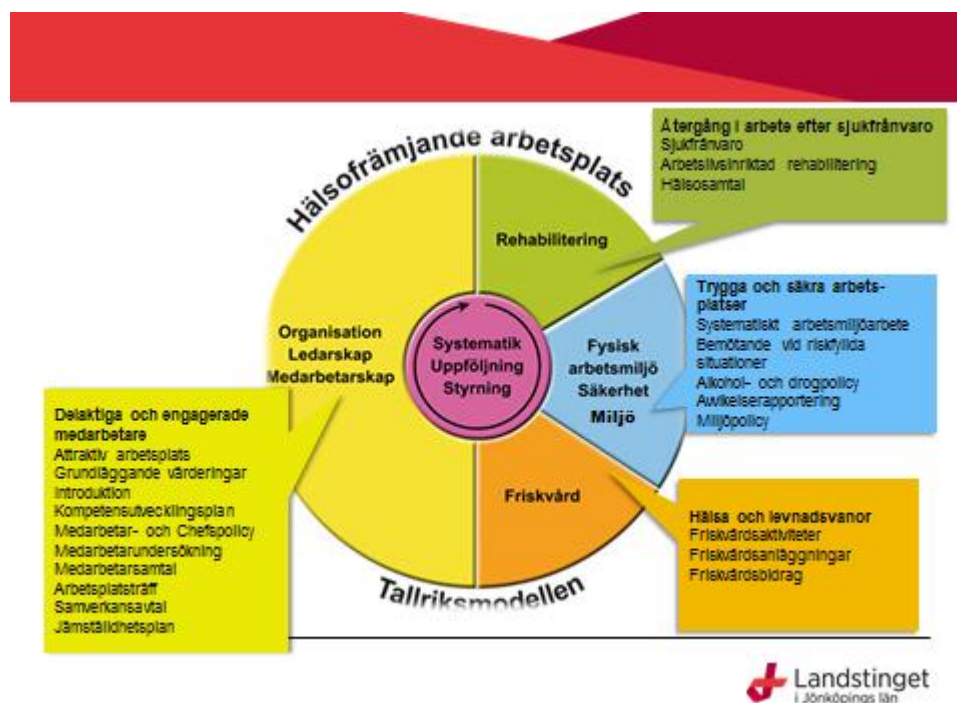 Hälsofrämjande arbetsplats
Återgång i arbete efter sjukfrånvaro
Sjukfrånvaro
Arbetslivsinriktad rehabilitering
Hälsosamtal
Rehabilitering
Trygga och säkra arbets-
platser
Systematiskt arbetsmiljöarbete
Bemötande vid riskfyllda
situationer
Alkohol- och drogpolicy
Avvikelserapportering
Miljöpolicy
Organisation
Ledarskap
Medarbetarskap
Systematik
Uppföljning
Styrning
Fysisk
arbetsmiljö
Säkerhet
Miljö
Delaktiga och engagerade
medarbetare
Attraktiv arbetsplats
Grundläggande värderingar
Introduktion
Kompetensutvecklingsplan
Medarbetar- och Chefspolicy
Medarbetarundersökning
Medarbetarsamtal
Arbetsplatsträff
Samverkansavtal
Jämställdhetsplan
Friskvård
Hälsa och levnadsvanor
Friskvårdsaktiviteter
Friskvårdsanläggningar
Friskvårdsbidrag
Tallriksmodellen
Landstinget
i Jönköpings län